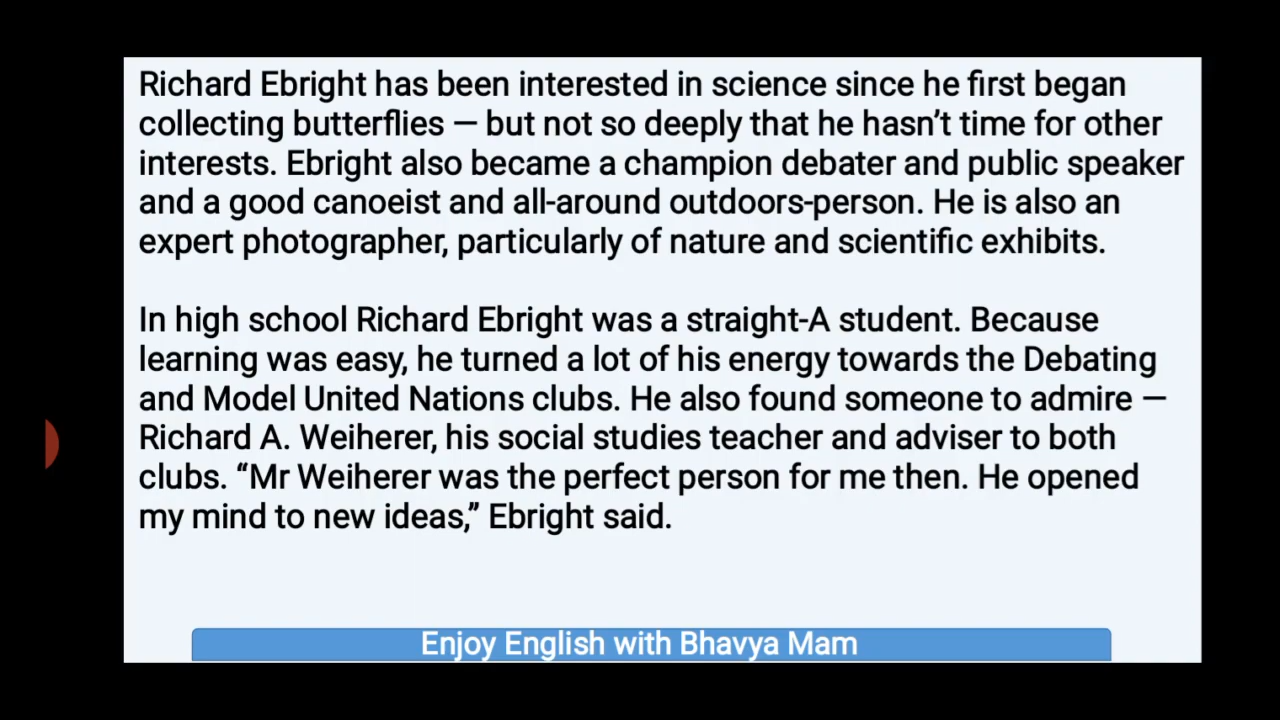 Richard Ebright has been interested in science since he first began
collecting butterflies — but not so deeply that he hasn’t time for other
interests. Ebright also became a champion debater and public speaker
and a good canoeist and all-around outdoors-person. He is also an
expert photographer, particularly of nature and scientific exhibits.
In high school Richard Ebright was a straight-A student. Because
learning was easy, he turned a lot of his energy towards the Debating
and Model United Nations clubs. He also found someone to admire —
Richard A. Weiherer, his social studies teacher and adviser to both
clubs. “Mr Weiherer was the perfect person for me then. He opened
my mind to new ideas,” Ebright said.
Enjoy English with Bhavya Mam